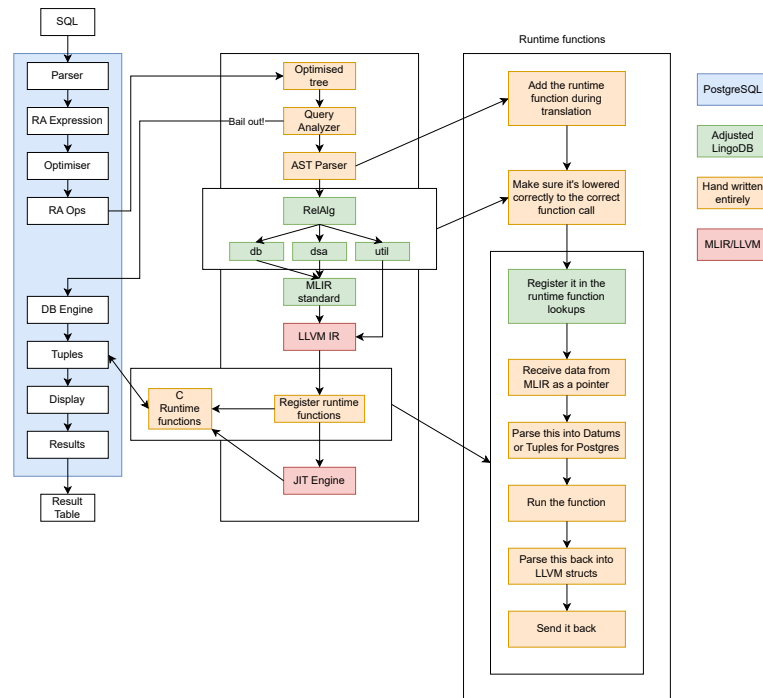 SQL
Parser
RA Expression
Optimiser
RA Ops
DB Engine
Tuples
Display
Results
Result
Table
Optimised
tree
Bail out!
Query
Analyzer
AST Parser
RelAlg
db
dsa
util
MLIR
standard
LLVM IR
C
Runtime
functions
Register runtime
functions
JIT Engine
Runtime functions
Add the runtime
function during
translation
Make sure it's lowered
correctly to the correct
function call
Register it in the
runtime function
lookups
Receive data from
MLIR as a pointer
Parse this into Datums
or Tuples for Postgres
Run the function
Parse this back into
LLVM structs
Send it back
PostgreSQL
Adjusted
LingoDB
Hand written
entirely
MLIR/LLVM